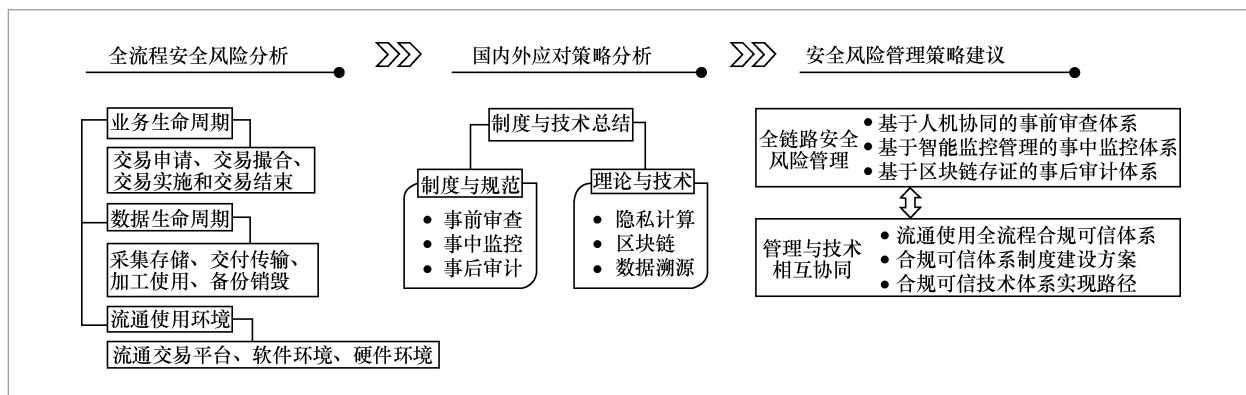 全流程安全风险分析
国内外应对策略分析
安全风险管理策略建议
业务生命周期
交易申请、交易撮合、
交易实施和交易结束
数据生命周期
采集存储、交付传输、
加工使用、备份销毁
流通使用环境
流通交易平台、软件环境、硬件环境
制度与技术总结
制度与规范
事前审查
事中监控
事后审计
理论与技术
隐私计算
区块链
数据溯源
全链路安全
风险管理
基于人机协同的事前审查体系
基于智能监控管理的事中监控体系
基于区块链存证的事后审计体系
管理与技术
相互协同
流通使用全流程合规可信体系
合规可信体系制度建设方案
合规可信技术体系实现路径